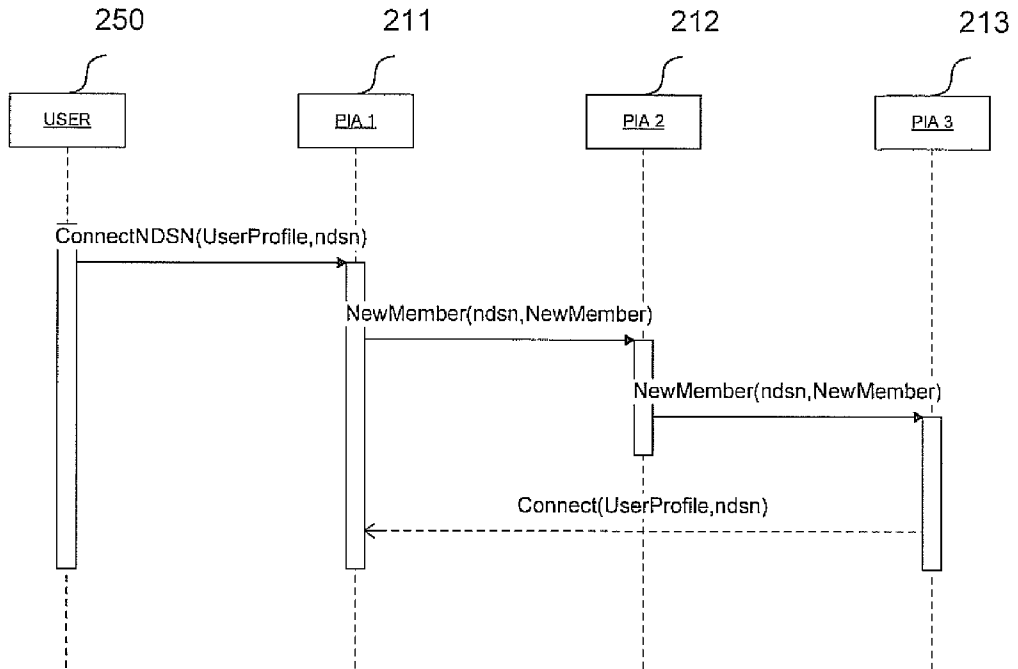 250
211
212
213
USER
PIA 1
PIA 2
PIA 3
ConnectNDSN(UserProfile,ndsn)
NewMember(ndsn,NewMember)
NewMember(ndsn,NewMember)
Connect(UserProfile,ndsn)